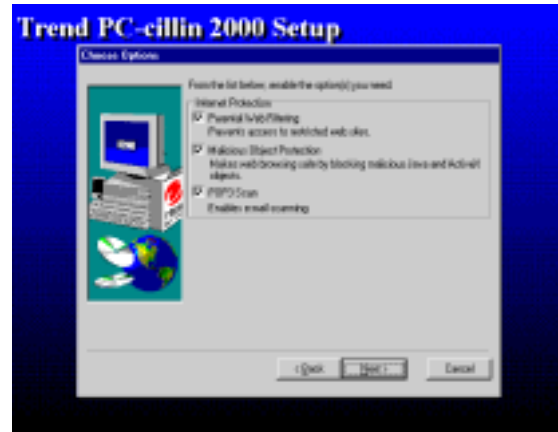 Trend PC-cillin 2000 Setup
Choose Options
From the list below, enable the option(s) you need.
Internet Protection
Parental Web Filtering
Prevents access to restricted web sites.
Malicious Object Protection
Makes web browsing safe by blocking malicious Java and ActiveX
objects.
POP3 Scan
Enables e-mail scanning.
< Back
Next >
Cancel